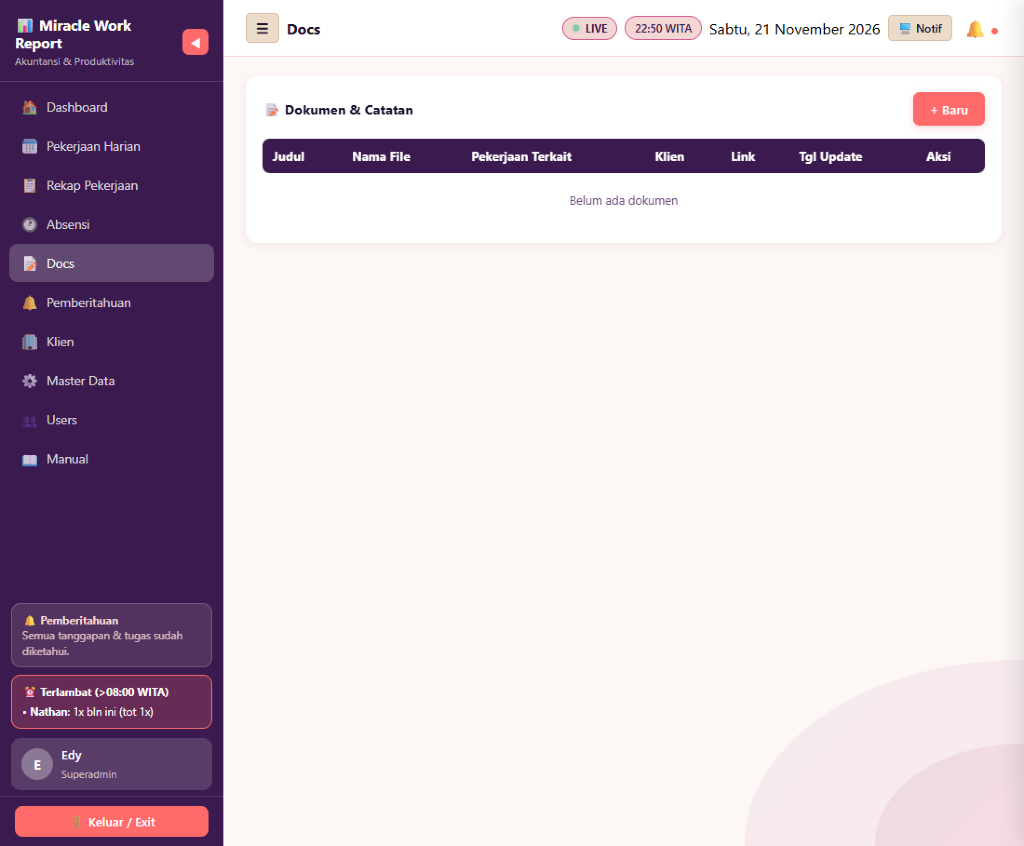 Miracle Work
Report
Akuntansi & Produktivitas
Dashboard
Pekerjaan Harian
Rekap Pekerjaan
Absensi
Docs
Pemberitahuan
Klien
Master Data
Users
Manual
Pemberitahuan
Semua tanggapan & tugas sudah
diketahui.
Terlambat (>08:00 WITA)
• Nathan: 1x bln ini (tot 1x)
E
Edy
Superadmin
Keluar / Exit
Docs
LIVE
22:50 WITA
Sabtu, 21 November 2026
Notif
Dokumen & Catatan
+ Baru
Judul Nama File Pekerjaan Terkait Klien Link Tgl Update Aksi
Belum ada dokumen